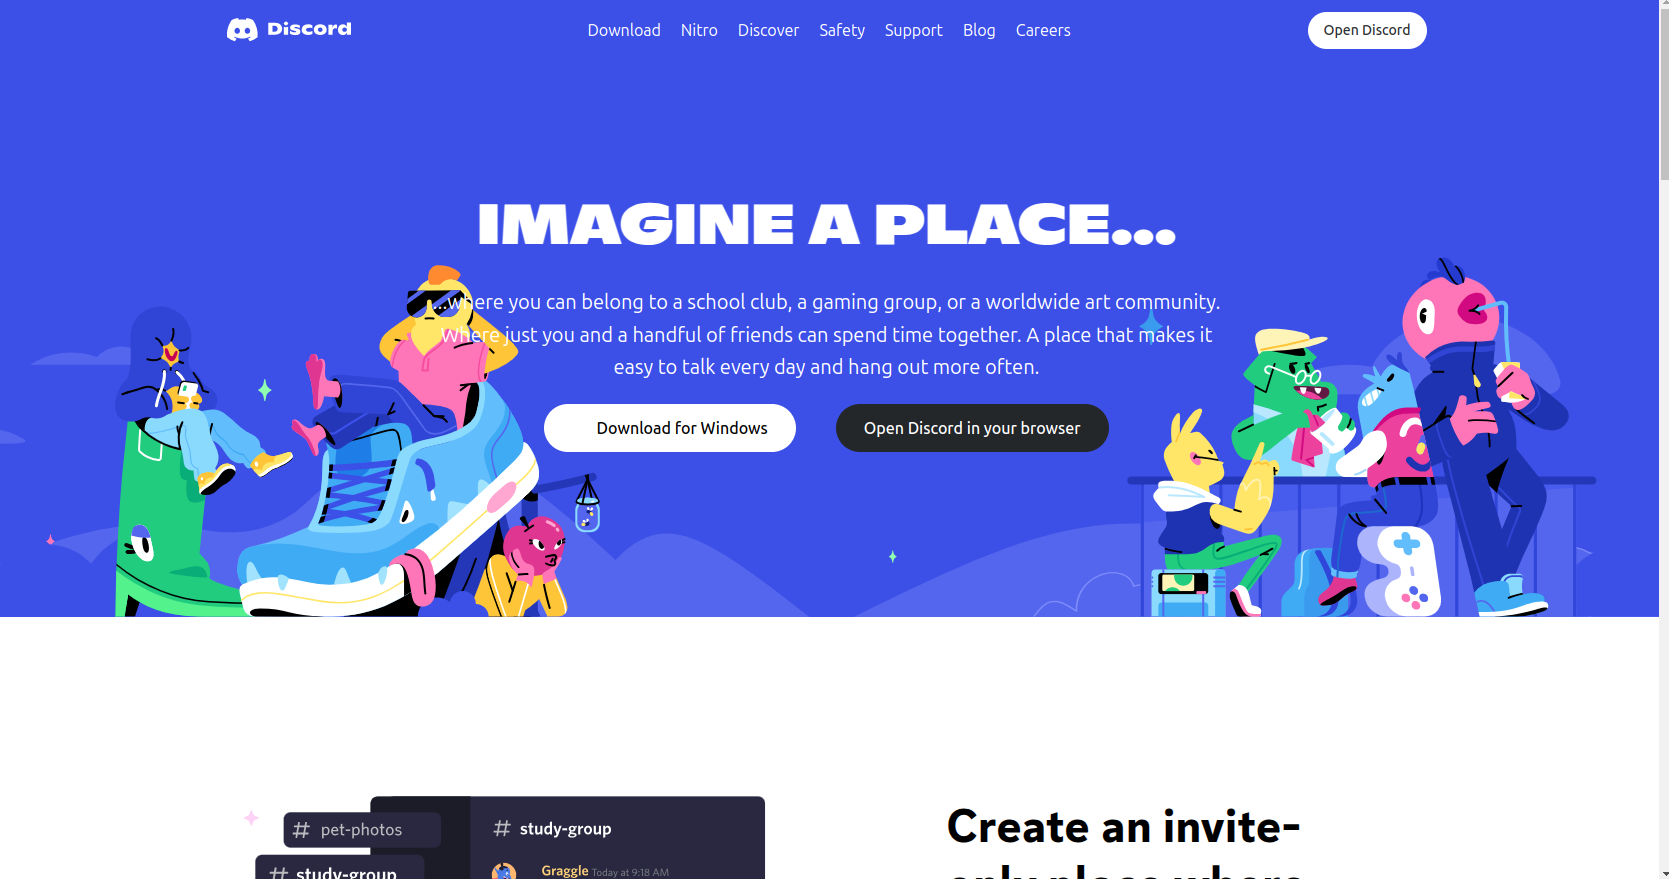 Discord
Download Nitro Discover Safety Support Blog Careers
Open Discord
IMAGINE A PLACE...
...where you can belong to a school club, a gaming group, or a worldwide art community.
Where just you and a handful of friends can spend time together. A place that makes it
easy to talk every day and hang out more often.
Download for Windows
Open Discord in your browser
# pet-photos
# study-group
# study-group
Graggle Today at 9:18 AM
Create an invite-
only place where